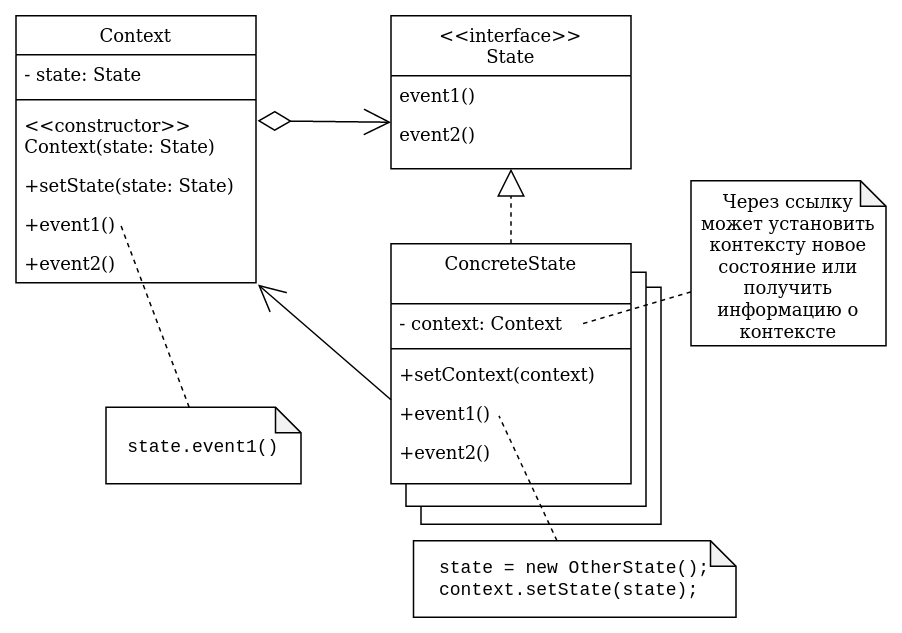 Context
- state: State
<<constructor>>
Context(state: State)
+setState(state: State)
+event1()
+event2()
<<interface>>
State
event1()
event2()
Через ссылку
может установить
контексту новое
состояние или
получить
информацию о
контексте
ConcreteState
- context: Context
+setContext(context)
+event1()
+event2()
state.event1()
state = new OtherState();
context.setState(state);